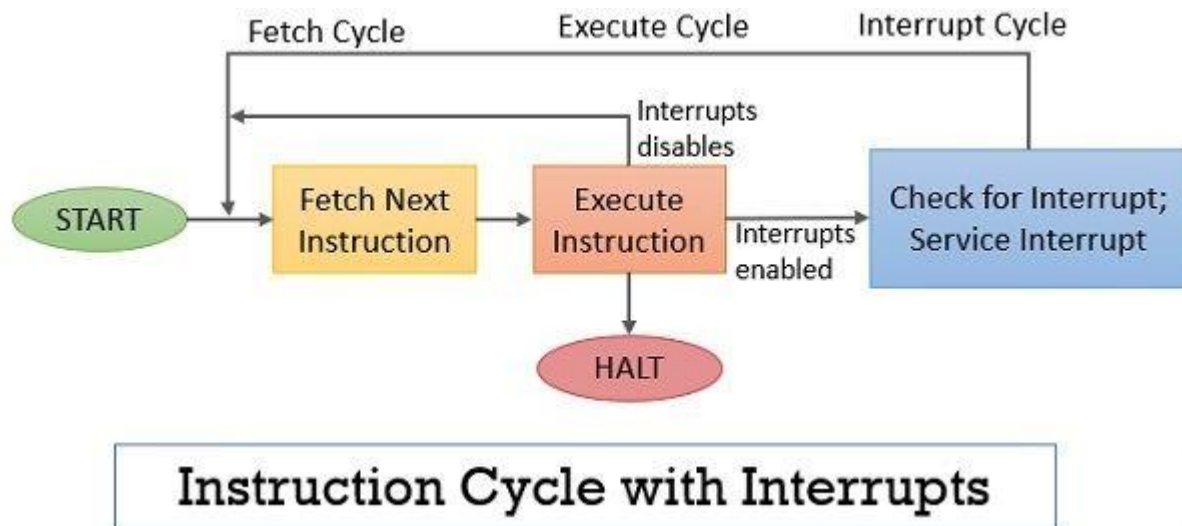 Fetch Cycle
Execute Cycle
Interrupt Cycle
Interrupts
disables
START
Fetch Next
Instruction
Execute
Instruction
Interrupts
enabled
Check for Interrupt;
Service Interrupt
HALT
Instruction Cycle with Interrupts